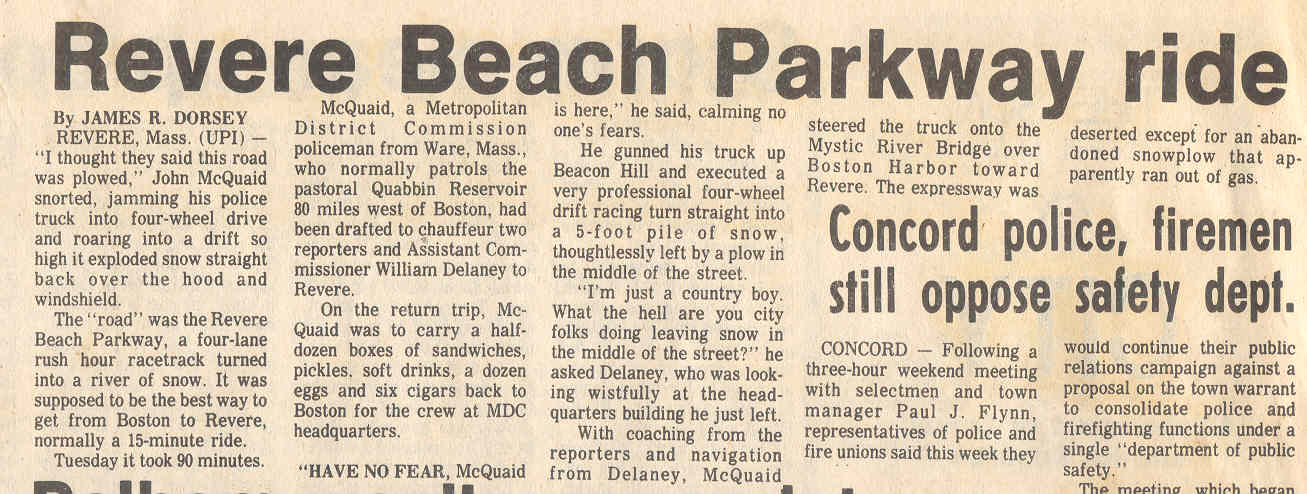 Revere Beach Parkway ride
By JAMES R. DORSEY
REVERE, Mass. (UPI) —
"I thought they said this road
was plowed," John McQuaid
snorted, jamming his police
truck into four-wheel drive
and roaring into a drift so
high it exploded snow straight
back over the hood and
windshield.
The "road" was the Revere
Beach Parkway, a four-lane
rush hour racetrack turned
into a river of snow. It was
supposed to be the best way to
get from Boston to Revere,
normally a 15-minute ride.
Tuesday it took 90 minutes.
McQuaid, a Metropolitan
District Commission
policeman from Ware, Mass.,
who normally patrols the
pastoral Quabbin Reservoir
80 miles west of Boston, had
been drafted to chauffeur two
reporters and Assistant Com-
missioner William Delaney to
Revere.
On the return trip, Mc-
Quaid was to carry a half-
dozen boxes of sandwiches,
pickles, soft drinks, a dozen
eggs and six cigars back to
Boston for the crew at MDC
headquarters.
"HAVE NO FEAR, McQuaid
is here," he said, calming no
one's fears.
He gunned his truck up
Beacon Hill and executed a
very professional four-wheel
drift racing turn straight into
a 5-foot pile of snow,
thoughtlessly left by a plow in
the middle of the street.
"I'm just a country boy.
What the hell are you city
folks doing leaving snow in
the middle of the street?" he
asked Delaney, who was look-
ing wistfully at the head-
quarters building he just left.
With coaching from the
reporters and navigation
from Delaney, McQuaid
steered the truck onto the
Mystic River Bridge over
Boston Harbor toward
Revere. The expressway was
deserted except for an aban-
doned snowplow that ap-
parently ran out of gas.
Concord police, firemen
still oppose safety dept.
CONCORD — Following a
three-hour weekend meeting
with selectmen and town
manager Paul J. Flynn,
representatives of police and
fire unions said this week they
would continue their public
relations campaign against a
proposal on the town warrant
to consolidate police and
firefighting functions under a
single "department of public
safety."
The meeting, which began